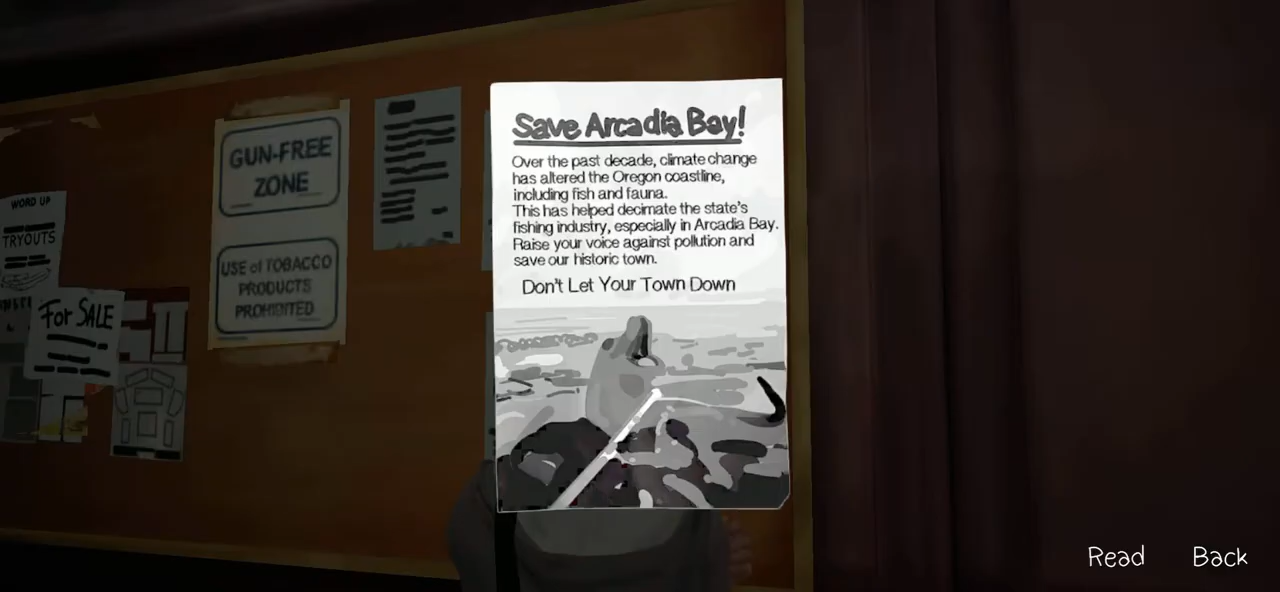 WORD UP
TRYOUTS
For SALE
GUN-FREE
ZONE
USE of TOBACCO
PRODUCTS
PROHIBITED
Save Arcadia Bay!
Over the past decade, climate change
has altered the Oregon coastline,
including fish and fauna.
This has helped decimate the state's
fishing industry, especially in Arcadia Bay.
Raise your voice against pollution and
save our historic town.
Don't Let Your Town Down
Read
Back